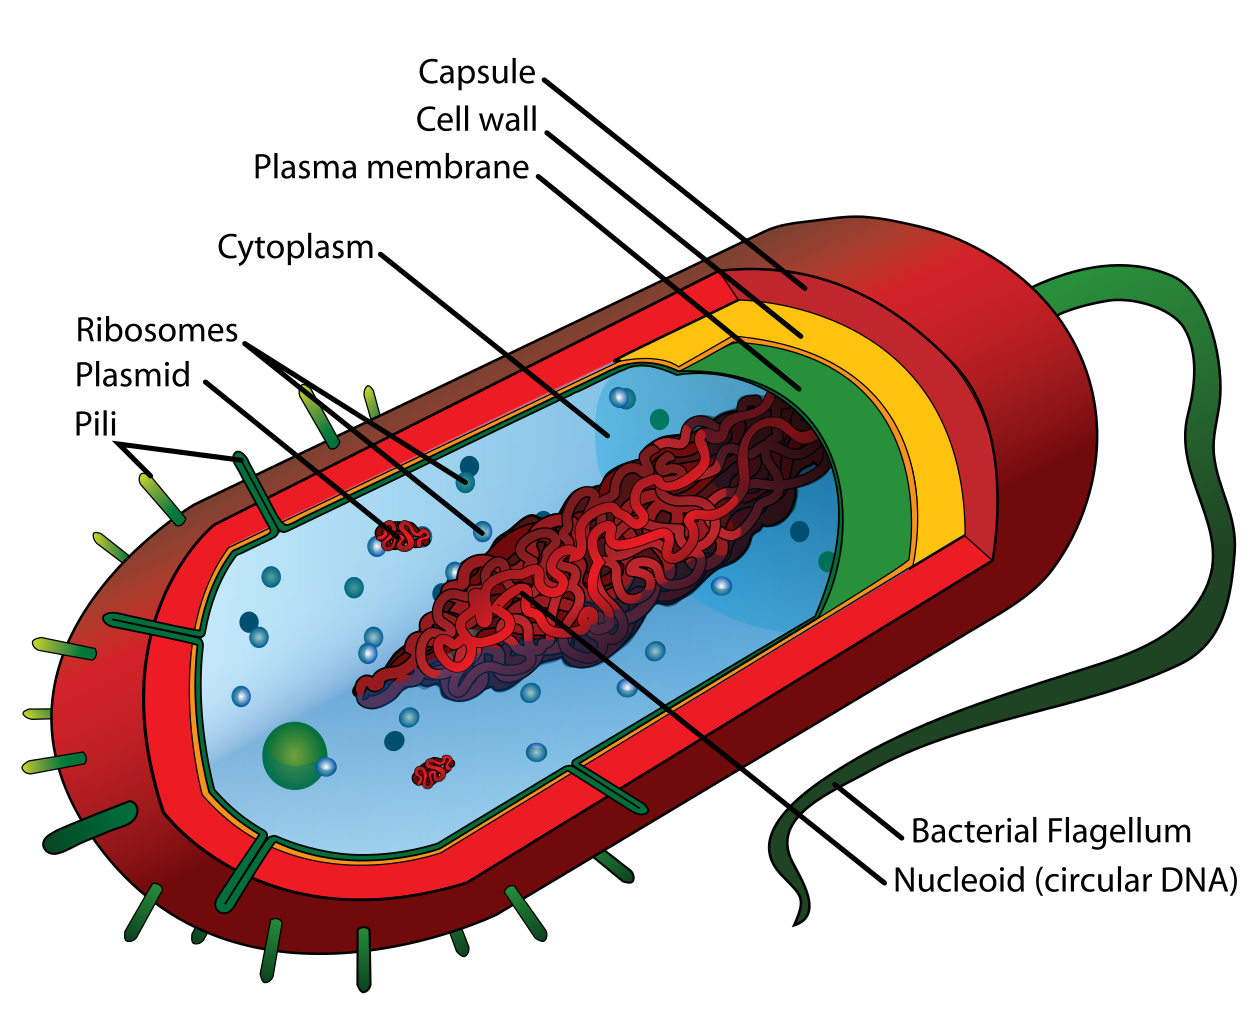 Capsule
Cell wall
Plasma membrane
Cytoplasm
Ribosomes
Plasmid
Pili
Bacterial Flagellum
Nucleoid (circular DNA)